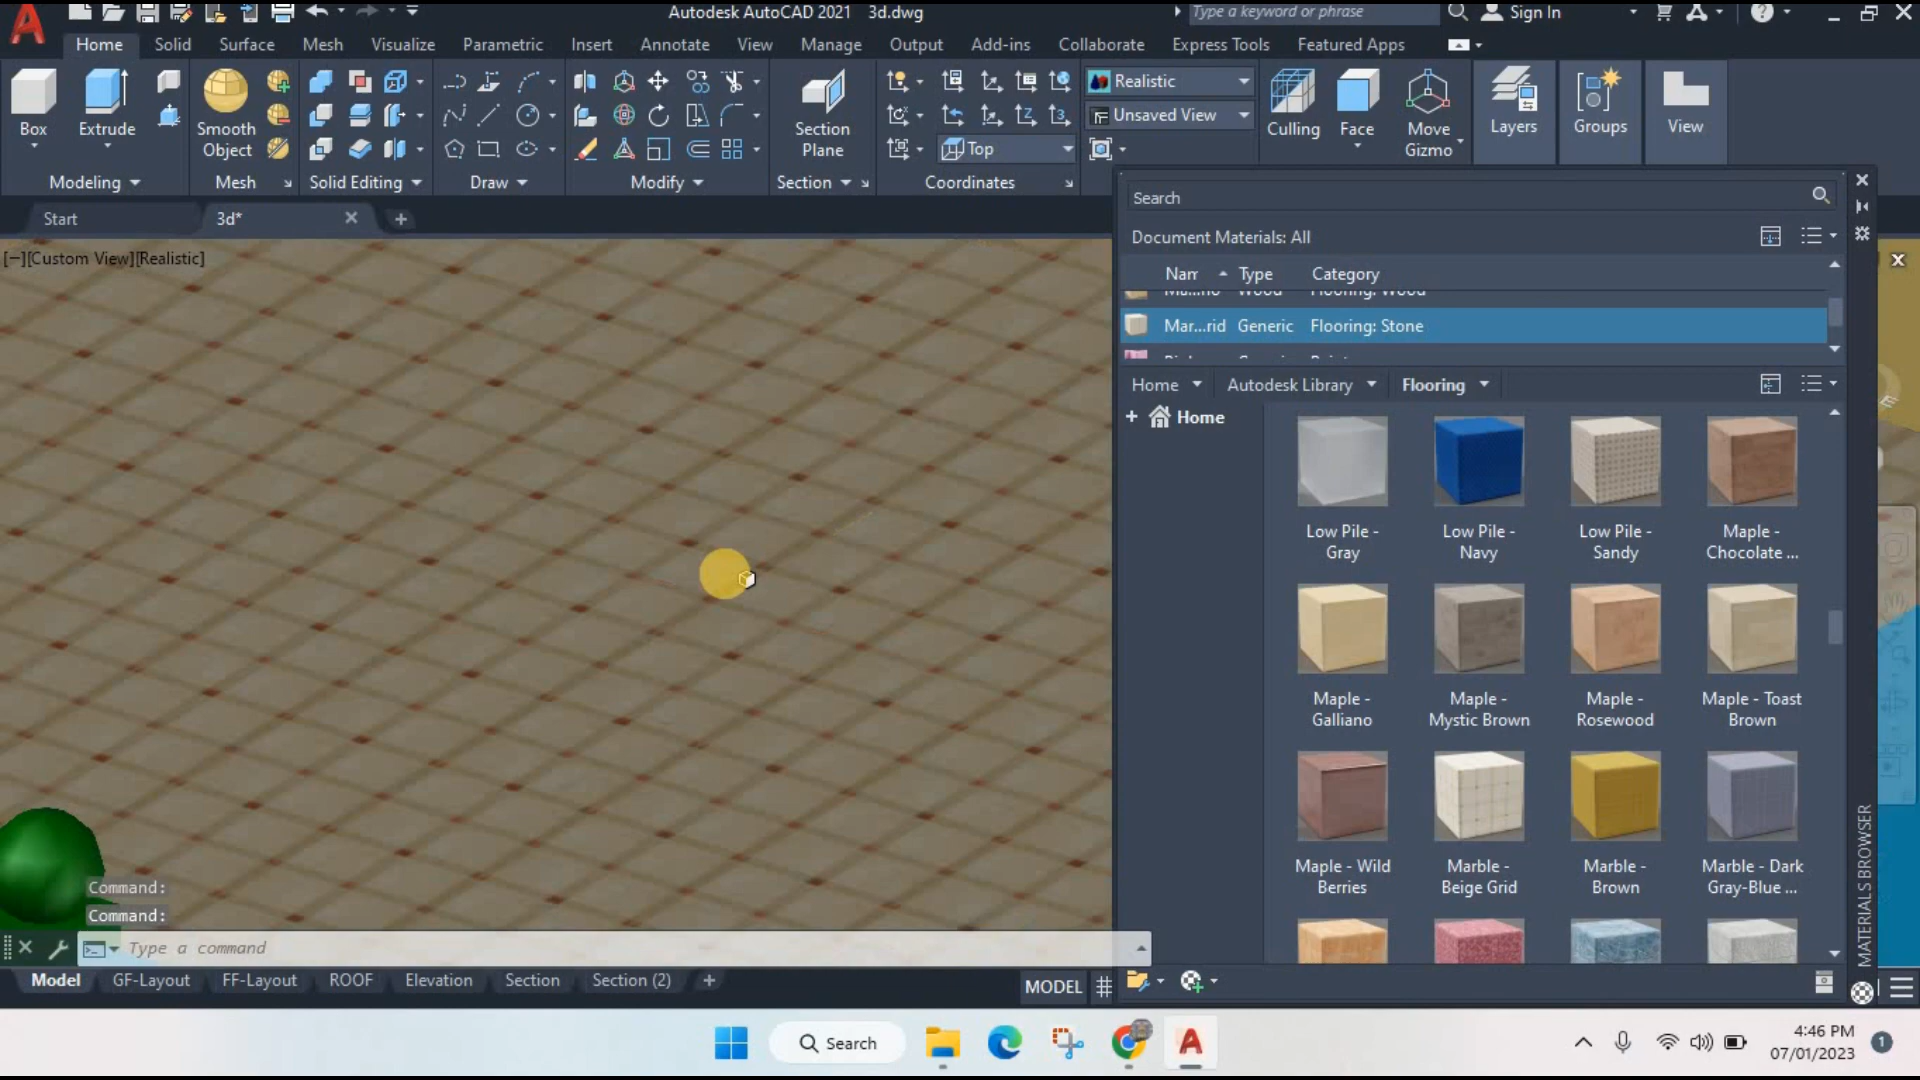 Autodesk AutoCAD 2021 3d.dwg
Type a keyword or phrase
Sign In
Home Solid Surface Mesh Visualize Parametric Insert Annotate View Manage Output Add-ins Collaborate Express Tools Featured Apps
Box
Extrude
Smooth
Object
Section
Plane
Top
Realistic
Unsaved View
Culling
Face
Move
Gizmo
Layers
Groups
View
Modeling
Mesh
Solid Editing
Draw
Modify
Section
Coordinates
Start
3d*
[−][Custom View][Realistic]
Search
Document Materials: All
Nan Type Category
Mar...rid Generic Flooring: Stone
Home Autodesk Library Flooring
Home
Low Pile -
Gray
Low Pile -
Navy
Low Pile -
Sandy
Maple -
Chocolate ...
Maple -
Galliano
Maple -
Mystic Brown
Maple -
Rosewood
Maple - Toast
Brown
Maple - Wild
Berries
Marble -
Beige Grid
Marble -
Brown
Marble - Dark
Gray-Blue ...
MATERIALS BROWSER
Command:
Command:
Type a command
Model GF-Layout FF-Layout ROOF Elevation Section Section (2)
MODEL
Search
4:46 PM
07/01/2023
1